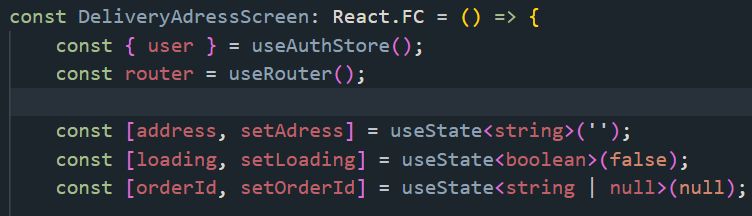 const DeliveryAdressScreen: React.FC = () => {
const { user } = useAuthStore();
const router = useRouter();
const [address, setAdress] = useState<string>('');
const [loading, setLoading] = useState<boolean>(false);
const [orderId, setOrderId] = useState<string | null>(null);